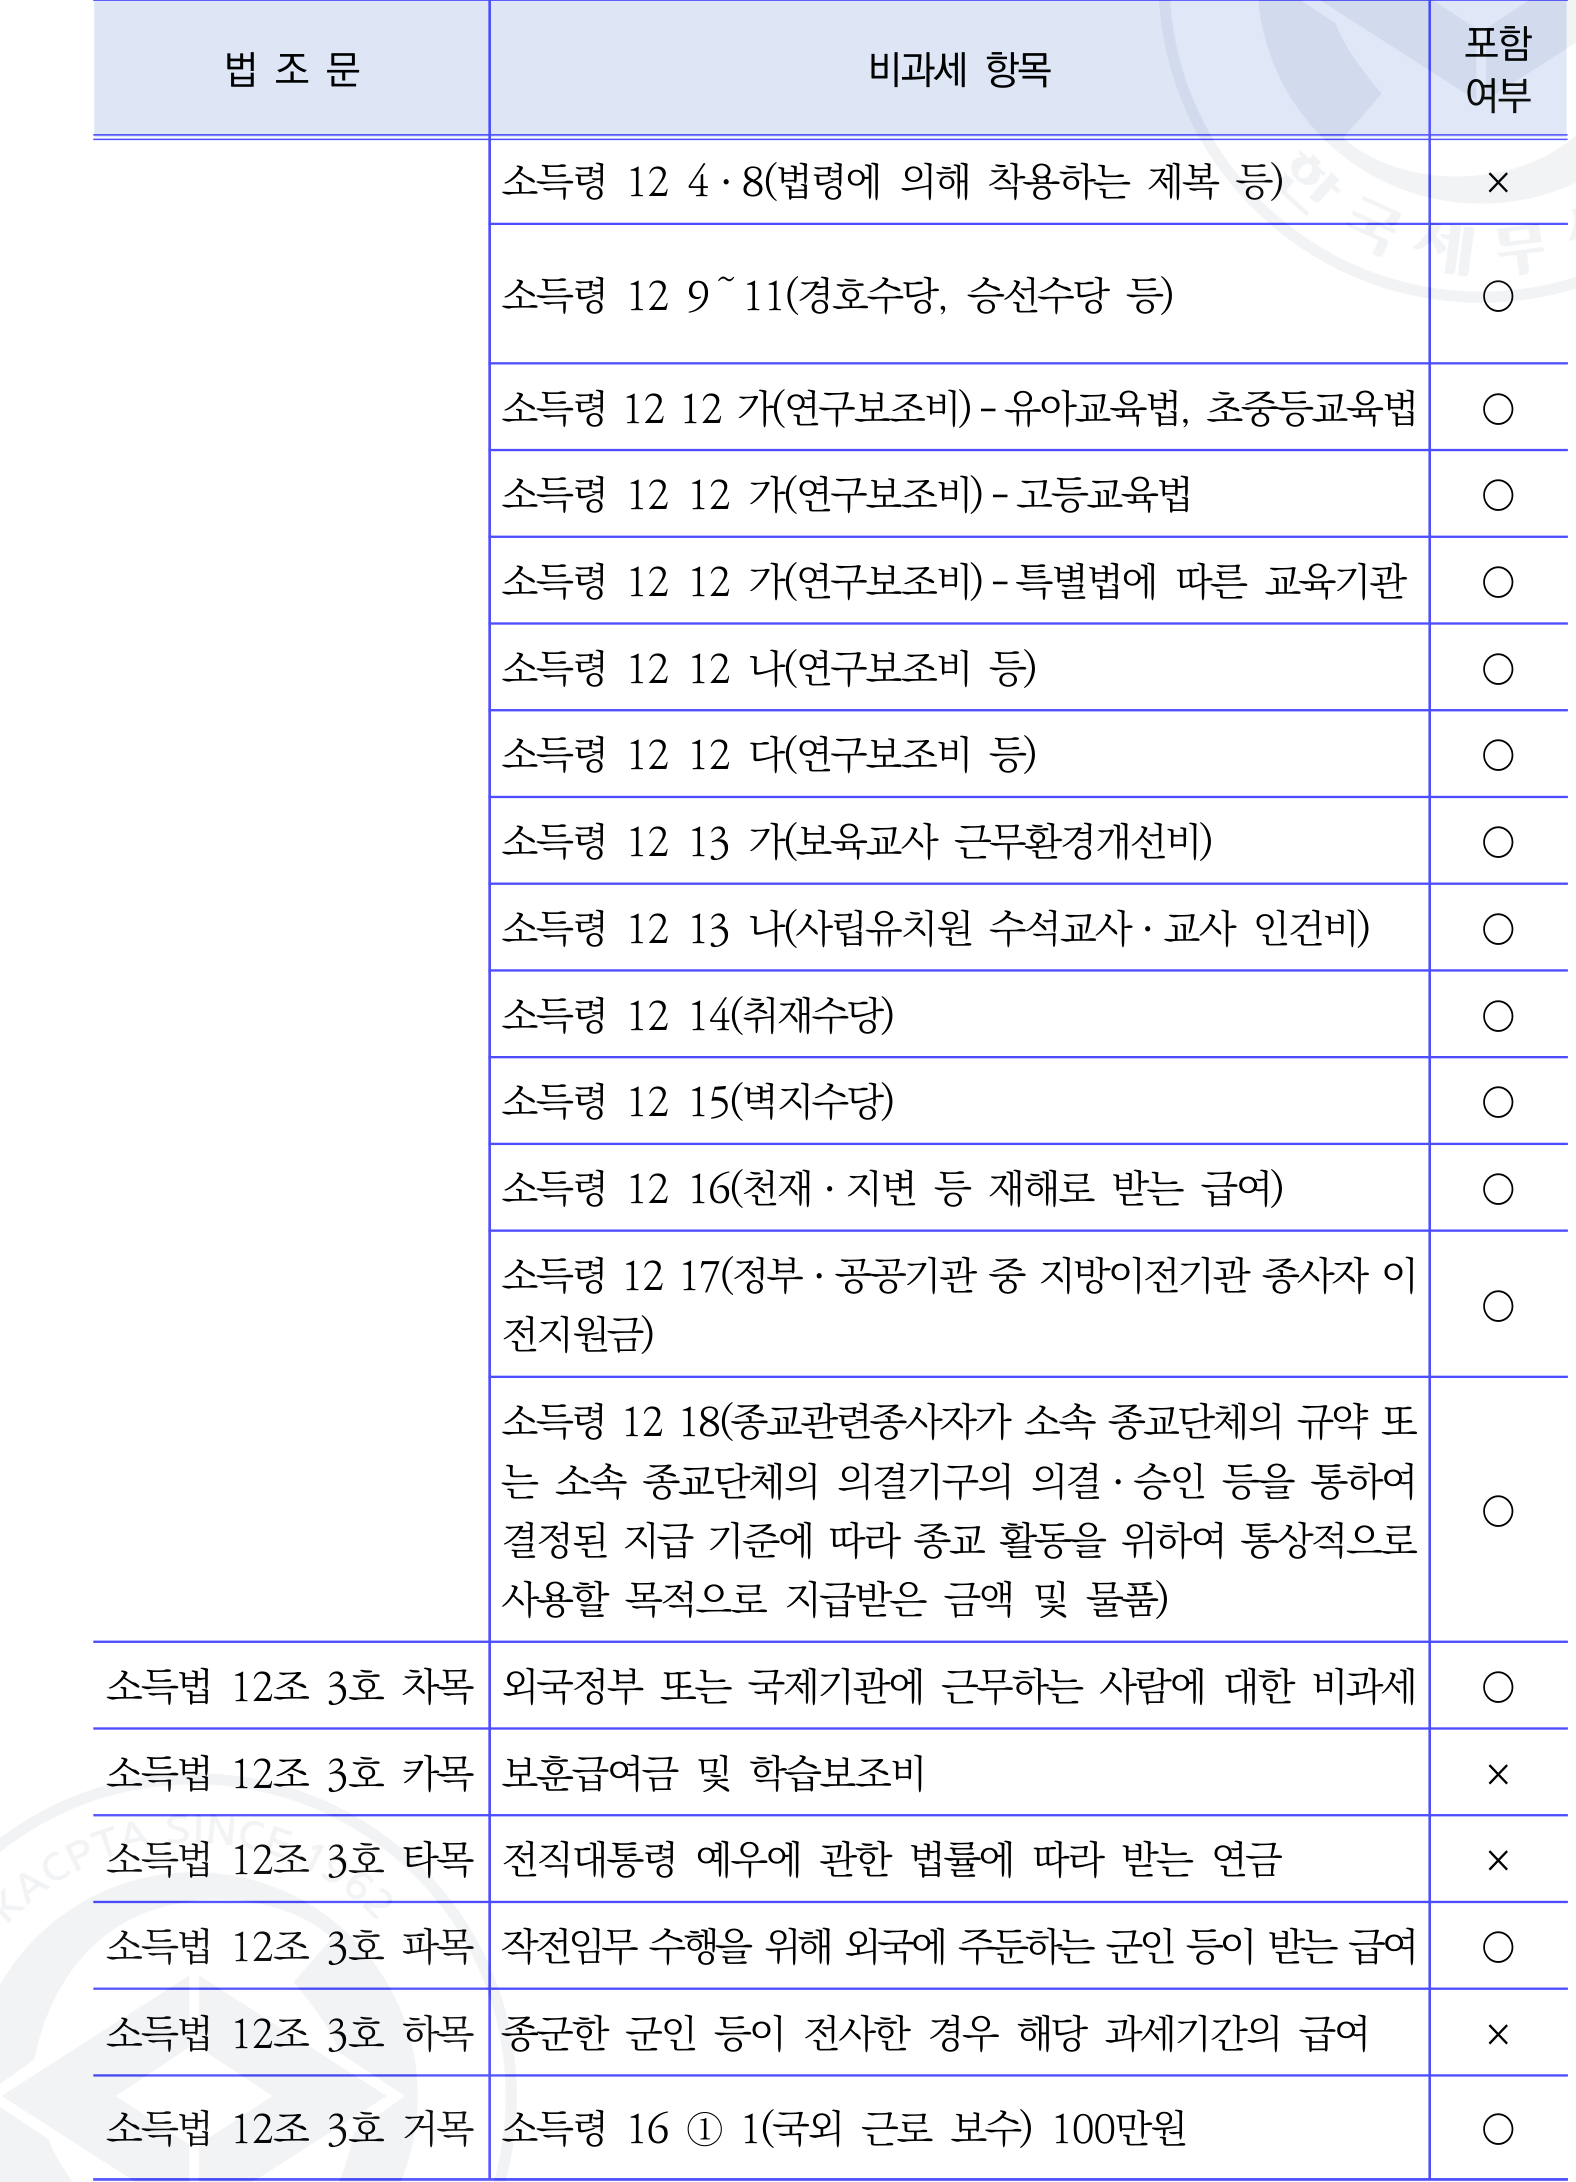 법 조 문 비과세 항목 포함
여부
소득령 12 4·8(법령에 의해 착용하는 제복 등) ×
소득령 12 9~11(경호수당, 승선수당 등) ○
소득령 12 12 가(연구보조비)-유아교육법, 초중등교육법 ○
소득령 12 12 가(연구보조비)-고등교육법 ○
소득령 12 12 가(연구보조비)-특별법에 따른 교육기관 ○
소득령 12 12 나(연구보조비 등) ○
소득령 12 12 다(연구보조비 등) ○
소득령 12 13 가(보육교사 근무환경개선비) ○
소득령 12 13 나(사립유치원 수석교사·교사 인건비) ○
소득령 12 14(취재수당) ○
소득령 12 15(벽지수당) ○
소득령 12 16(천재·지변 등 재해로 받는 급여) ○
소득령 12 17(정부·공공기관 중 지방이전기관 종사자 이
전지원금) ○
소득령 12 18(종교관련종사자가 소속 종교단체의 규약 또
는 소속 종교단체의 의결기구의 의결·승인 등을 통하여
결정된 지급 기준에 따라 종교 활동을 위하여 통상적으로
사용할 목적으로 지급받은 금액 및 물품) ○
소득법 12조 3호 차목 외국정부 또는 국제기관에 근무하는 사람에 대한 비과세 ○
소득법 12조 3호 카목 보훈급여금 및 학습보조비 ×
소득법 12조 3호 타목 전직대통령 예우에 관한 법률에 따라 받는 연금 ×
소득법 12조 3호 파목 작전임무 수행을 위해 외국에 주둔하는 군인 등이 받는 급여 ○
소득법 12조 3호 하목 종군한 군인 등이 전사한 경우 해당 과세기간의 급여 ×
소득법 12조 3호 거목 소득령 16 ① 1(국외 근로 보수) 100만원 ○
한국세무
KACPTA SINCE 1962